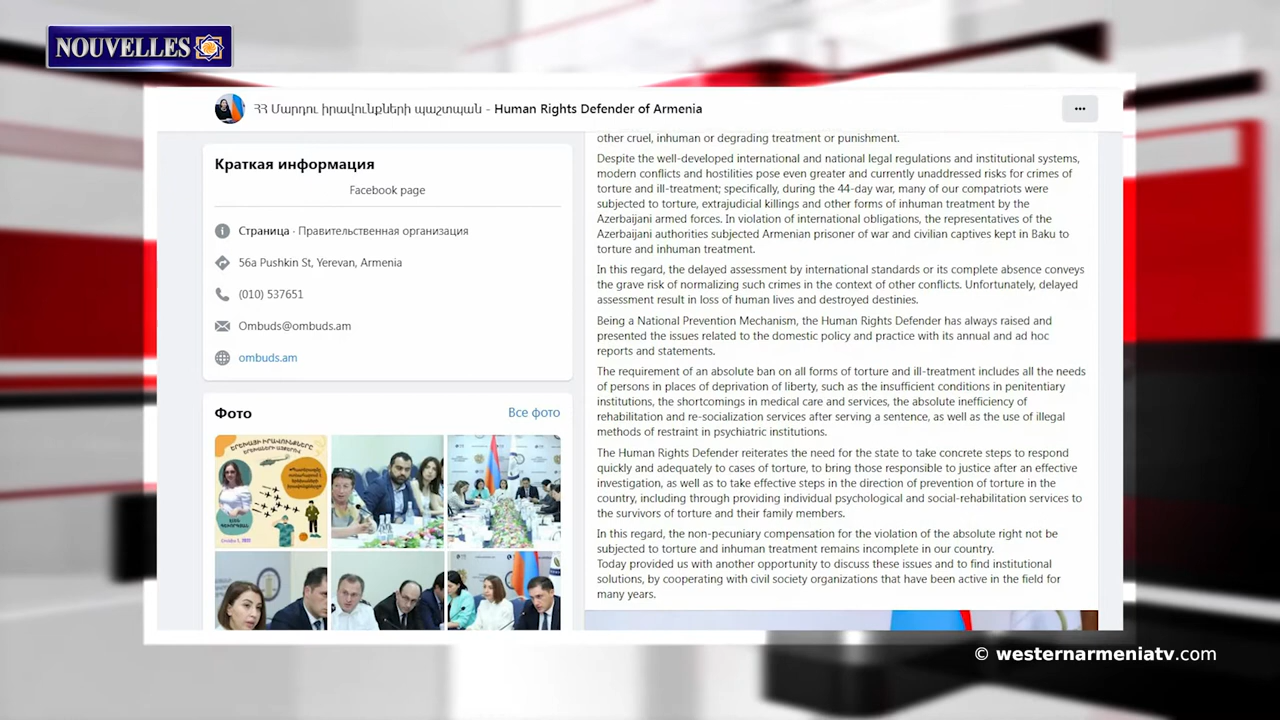 NOUVELLES
ՀՀ Մարդու իրավունքների պաշտպան - Human Rights Defender of Armenia
Краткая информация
Facebook page
Страница · Правительственная организация
56a Pushkin St, Yerevan, Armenia
(010) 537651
Ombuds@ombuds.am
ombuds.am
Фото
Все фото
ԵՐԵԽԱՅԻ ԻՐԱՎՈՒՆՔՆԵՐԸ
ԵՐԵԽԱՆԵՐԻ ԱՉՔԵՐՈՎ
other cruel, inhuman or degrading treatment or punishment.
Despite the well-developed international and national legal regulations and institutional systems,
modern conflicts and hostilities pose even greater and currently unaddressed risks for crimes of
torture and ill-treatment; specifically, during the 44-day war, many of our compatriots were
subjected to torture, extrajudicial killings and other forms of inhuman treatment by the
Azerbaijani armed forces. In violation of international obligations, the representatives of the
Azerbaijani authorities subjected Armenian prisoner of war and civilian captives kept in Baku to
torture and inhuman treatment.
In this regard, the delayed assessment by international standards or its complete absence conveys
the grave risk of normalizing such crimes in the context of other conflicts. Unfortunately, delayed
assessment result in loss of human lives and destroyed destinies.
Being a National Prevention Mechanism, the Human Rights Defender has always raised and
presented the issues related to the domestic policy and practice with its annual and ad hoc
reports and statements.
The requirement of an absolute ban on all forms of torture and ill-treatment includes all the needs
of persons in places of deprivation of liberty, such as the insufficient conditions in penitentiary
institutions, the shortcomings in medical care and services, the absolute inefficiency of
rehabilitation and re-socialization services after serving a sentence, as well as the use of illegal
methods of restraint in psychiatric institutions.
The Human Rights Defender reiterates the need for the state to take concrete steps to respond
quickly and adequately to cases of torture, to bring those responsible to justice after an effective
investigation, as well as to take effective steps in the direction of prevention of torture in the
country, including through providing individual psychological and social-rehabilitation services to
the survivors of torture and their family members.
In this regard, the non-pecuniary compensation for the violation of the absolute right not be
subjected to torture and inhuman treatment remains incomplete in our country.
Today provided us with another opportunity to discuss these issues and to find institutional
solutions, by cooperating with civil society organizations that have been active in the field for
many years.
© westernarmeniatv.com